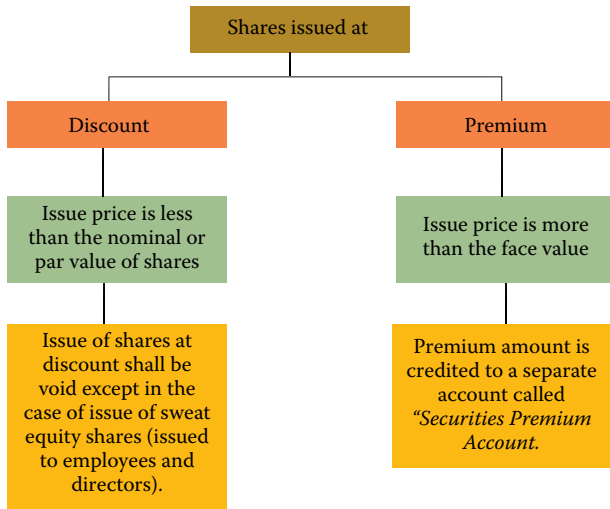 Shares issued at
Discount
Premium
Issue price is less
than the nominal or
par value of shares
Issue price is more
than the face value
Issue of shares at
discount shall be
void except in the
case of issue of sweat
equity shares (issued
to employees and
directors).
Premium amount is
credited to a separate
account called
“Securities Premium
Account.